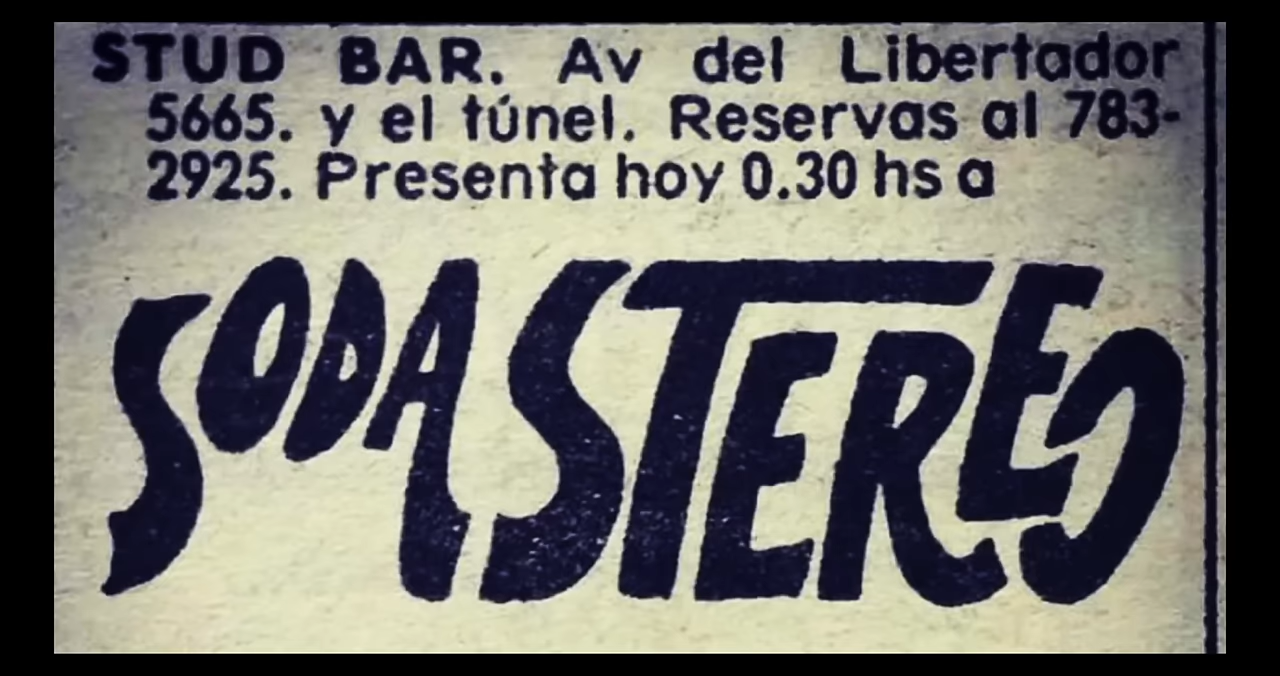 STUD BAR. Av del Libertador
5665. y el túnel. Reservas al 783-
2925. Presenta hoy 0.30 hs a
SODA STEREO